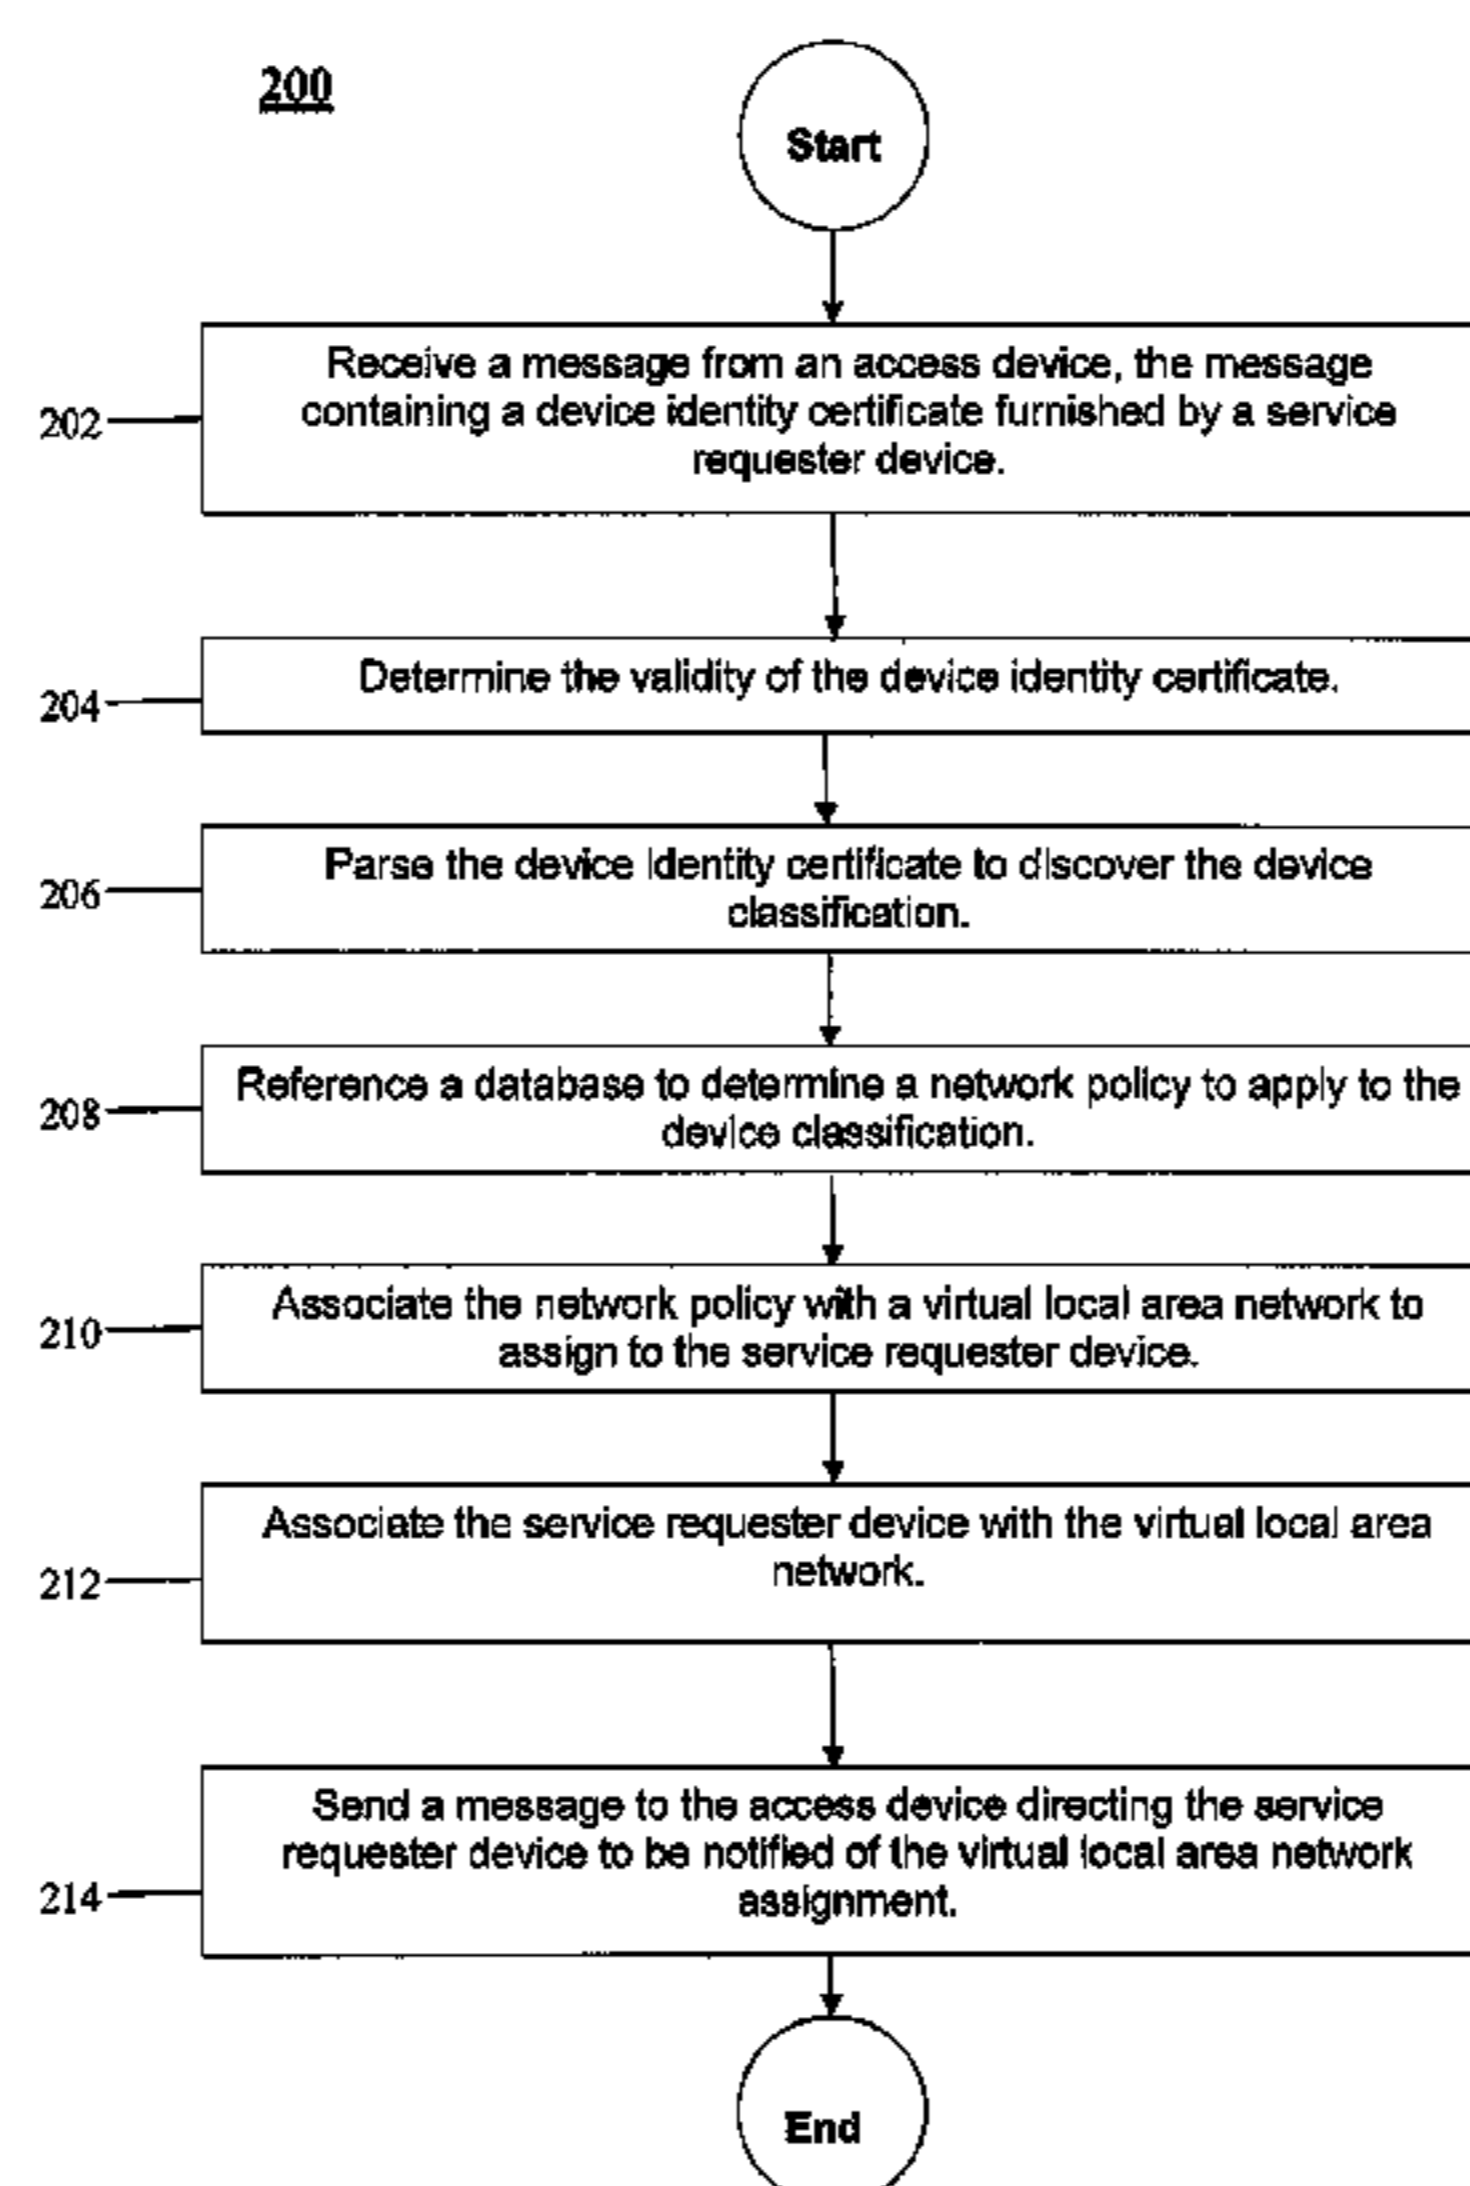 200
Start
Receive a message from an access device, the message
containing a device identity certificate furnished by a service
requester device.
202
Determine the validity of the device identity certificate.
204
Parse the device identity certificate to discover the device
classification.
206
Reference a database to determine a network policy to apply to the
device classification.
208
Associate the network policy with a virtual local area network to
assign to the service requester device.
210
Associate the service requester device with the virtual local area
network.
212
Send a message to the access device directing the service
requester device to be notified of the virtual local area network
assignment.
214
End